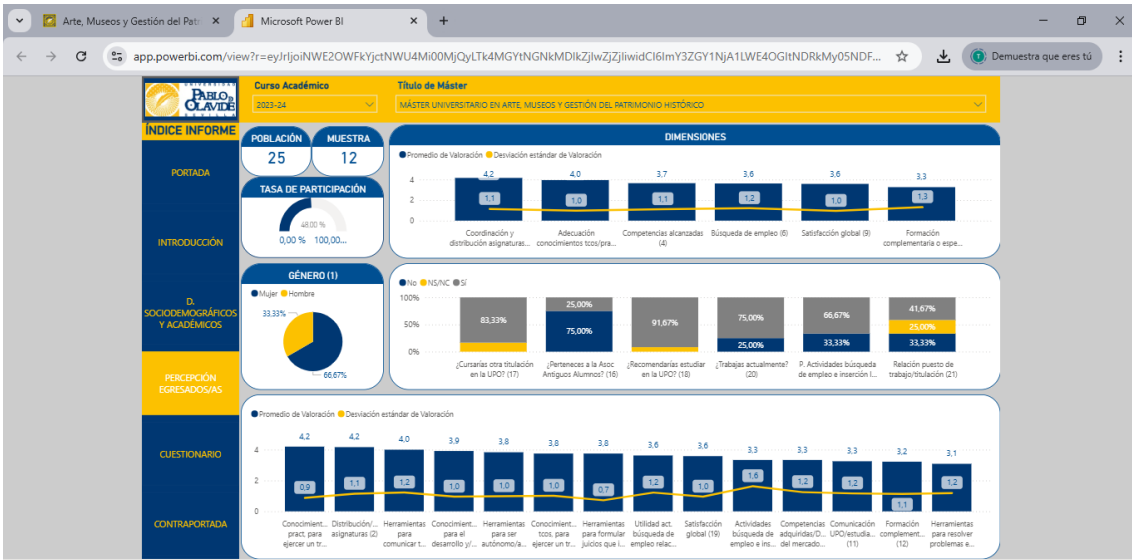 Arte, Museos y Gestión del Patr
Microsoft Power BI
app.powerbi.com/view?r=
Demuestra que eres tú
UNIVERSIDAD
PABLO DE
OLAVIDE
SEVILLA
Curso Académico
Título de Máster
2023-24
MÁSTER UNIVERSITARIO EN ARTE, MUSEOS Y GESTIÓN DEL PATRIMONIO HISTÓRICO
ÍNDICE INFORME
PORTADA
INTRODUCCIÓN
D.
SOCIODEMOGRÁFICOS
Y ACADÉMICOS
PERCEPCIÓN
EGRESADOS/AS
CUESTIONARIO
CONTRAPORTADA
POBLACIÓN
MUESTRA
25
12
TASA DE PARTICIPACIÓN
48,00 %
0,00 % 100,00...
DIMENSIONES
Promedio de Valoración Desviación estándar de Valoración
4,2 4,0 3,7 3,6 3,6 3,3
4
1,1 1,0 1,1 1,2 1,0 1,3
2
0
Coordinación y Adecuación Competencias alcanzadas Búsqueda de empleo (6) Satisfacción global (9) Formación
distribución asignaturas... conocimientos tcos/pra... (4) complementaria o espe...
GÉNERO (1)
Mujer Hombre
33,33%
66,67%
No NS/NC Sí
100%
50%
0%
83,33% 25,00% 91,67% 75,00% 66,67% 41,67%
75,00% 25,00% 33,33% 25,00%
33,33%
¿Cursarías otra titulación ¿Perteneces a la Asoc ¿Recomendarías estudiar ¿Trabajas actualmente? P. Actividades búsqueda Relación puesto de
en la UPO? (17) Antiguos Alumnos? (16) en la UPO? (18) (20) de empleo e inserción l... trabajo/titulación (21)
Promedio de Valoración Desviación estándar de Valoración
4,2 4,2 4,0 3,9 3,8 3,8 3,8 3,6 3,6 3,3 3,3 3,3 3,2 3,1
4
2
0,9 1,1 1,2 1,0 1,0 1,0 0,7 1,2 1,0 1,6 1,2 1,2 1,1 1,2
0
Conocimient... Distribución/... Herramientas Conocimient... Herramientas Conocimient... Herramientas Utilidad act. Satisfacción Actividades Competencias Comunicación Formación Herramientas
pract. para asignaturas (2) para para el para ser tcos, para para formular búsqueda de global (19) búsqueda de adquiridas/D... UPO/estudia... complement... para resolver
ejercer un tr... comunicar t... desarrollo y/... autónomo/a... ejercer un tr... juicios que i... empleo relac... empleo e ins... del mercado... (11) (12) problemas e...